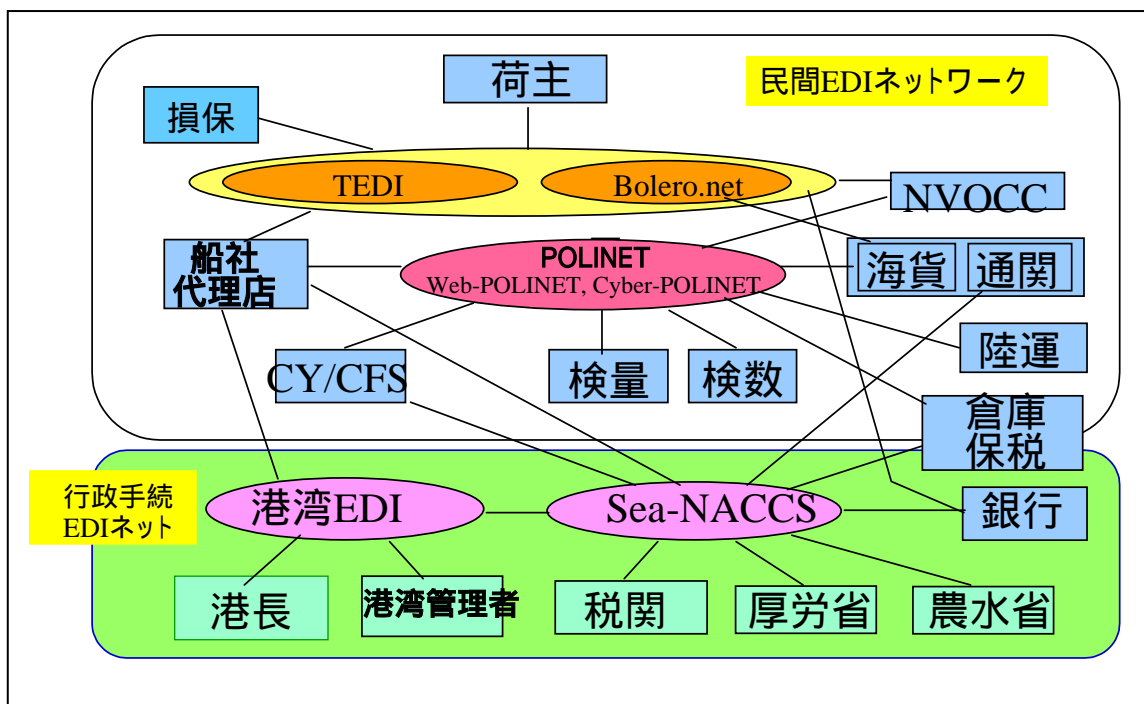 荷主
民間EDIネットワーク
損保
TEDI
Bolero.net
NVOCC
船社
代理店
POLINET
Web-POLINET, Cyber-POLINET
海貨
通関
陸運
CY/CFS
検量
検数
倉庫
保税
行政手続
EDIネット
港湾EDI
Sea-NACCS
銀行
港長
港湾管理者
税関
厚労省
農水省